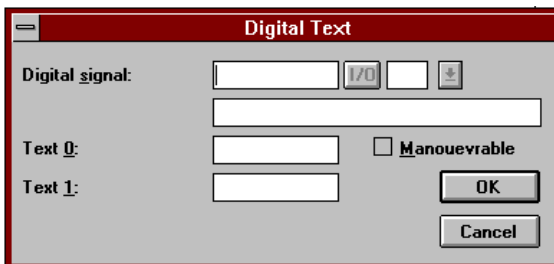 Digital Text
Digital signal: I/O
Text 0: Manouevrable
Text 1: OK
Cancel